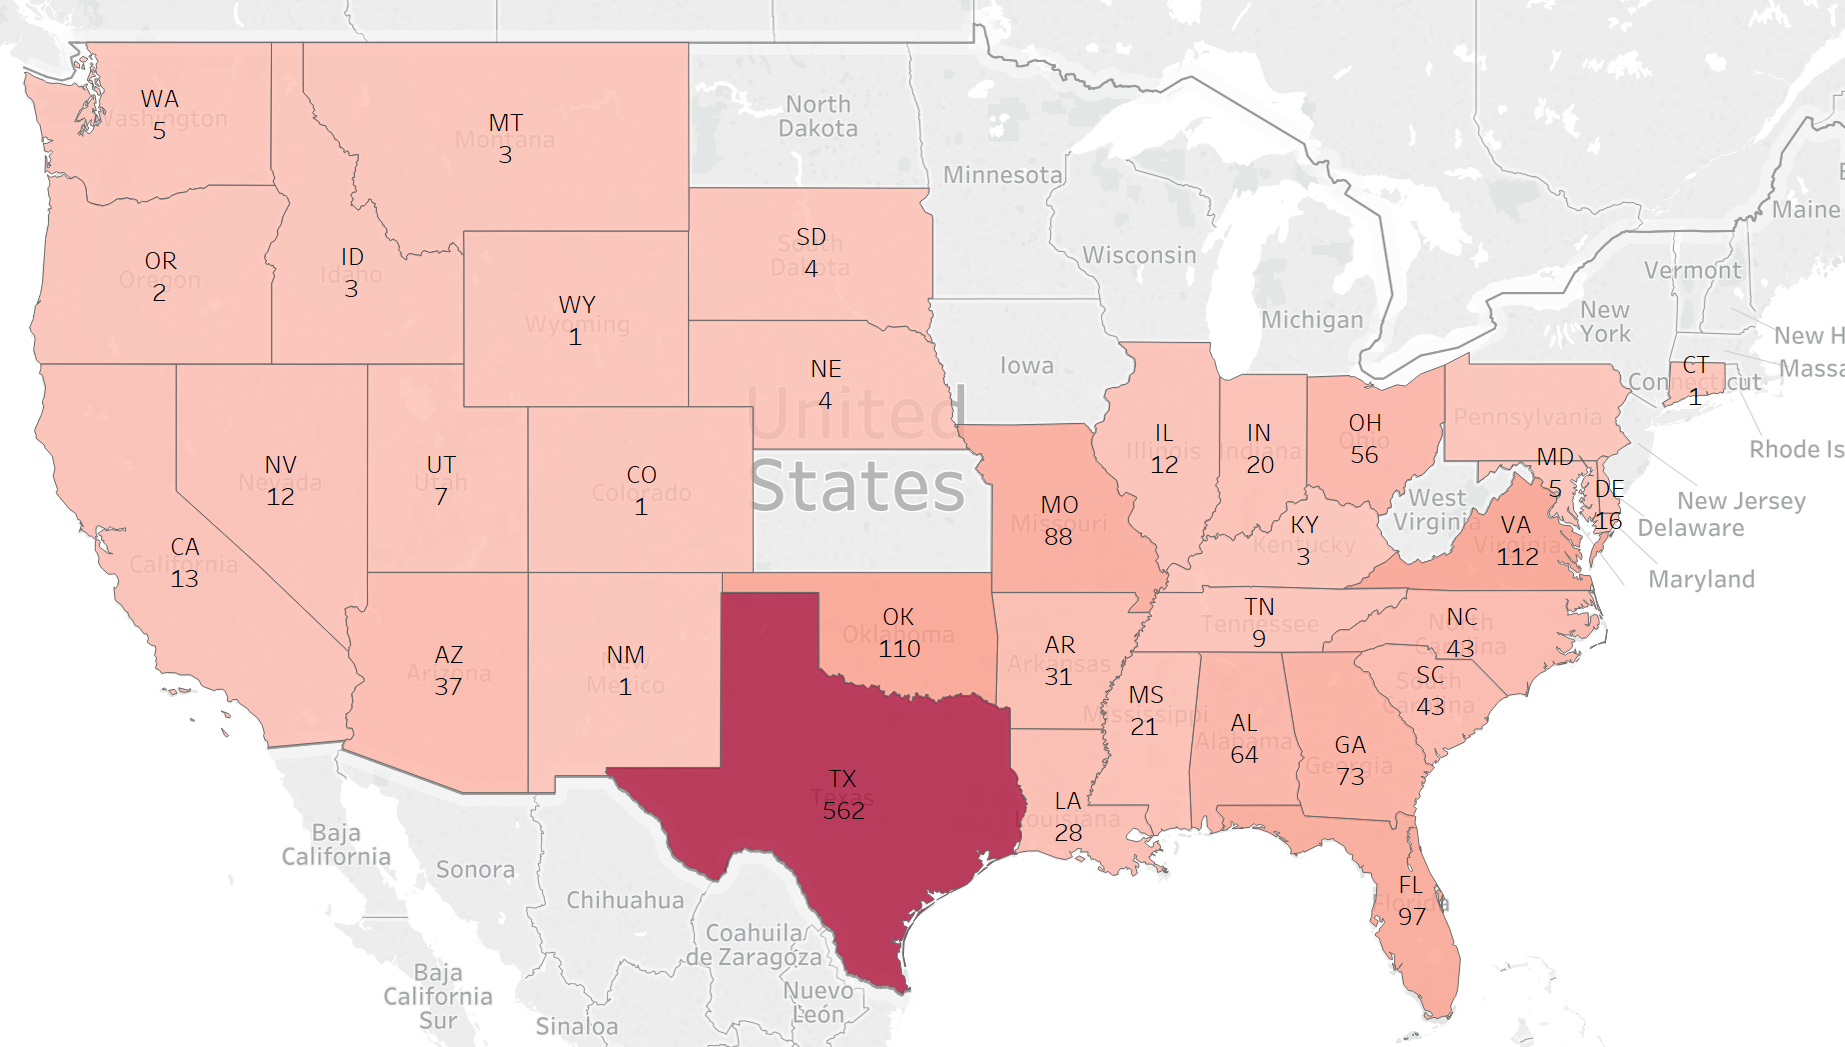 WA
Washington
5
MT
Montana
3
North
Dakota
Minnesota
Maine
OR
Oregon
2
ID
Idaho
3
SD
South
Dakota
4
Wisconsin
Vermont
WY
Wyoming
1
Michigan
New
York
New H
Massa
Iowa
NE
4
CT
Connecticut
1
United
States
Pennsylvania
Rhode Is
NV
Nevada
12
UT
Utah
7
CO
Colorado
1
IL
Illinois
12
IN
Indiana
20
OH
Ohio
56
MD
5
DE
16
New Jersey
Delaware
Maryland
West
Virginia
VA
Virginia
112
MO
Missouri
88
KY
Kentucky
3
CA
California
13
AZ
Arizona
37
NM
New
Mexico
1
OK
Oklahoma
110
AR
Arkansas
31
TN
Tennessee
9
NC
North
Carolina
43
SC
South
Carolina
43
MS
Mississippi
21
AL
Alabama
64
GA
Georgia
73
TX
Texas
562
LA
Louisiana
28
FL
Florida
97
Baja
California
Sonora
Chihuahua
Coahuila
de Zaragoza
Baja
California
Sur
Sinaloa
Nuevo
León